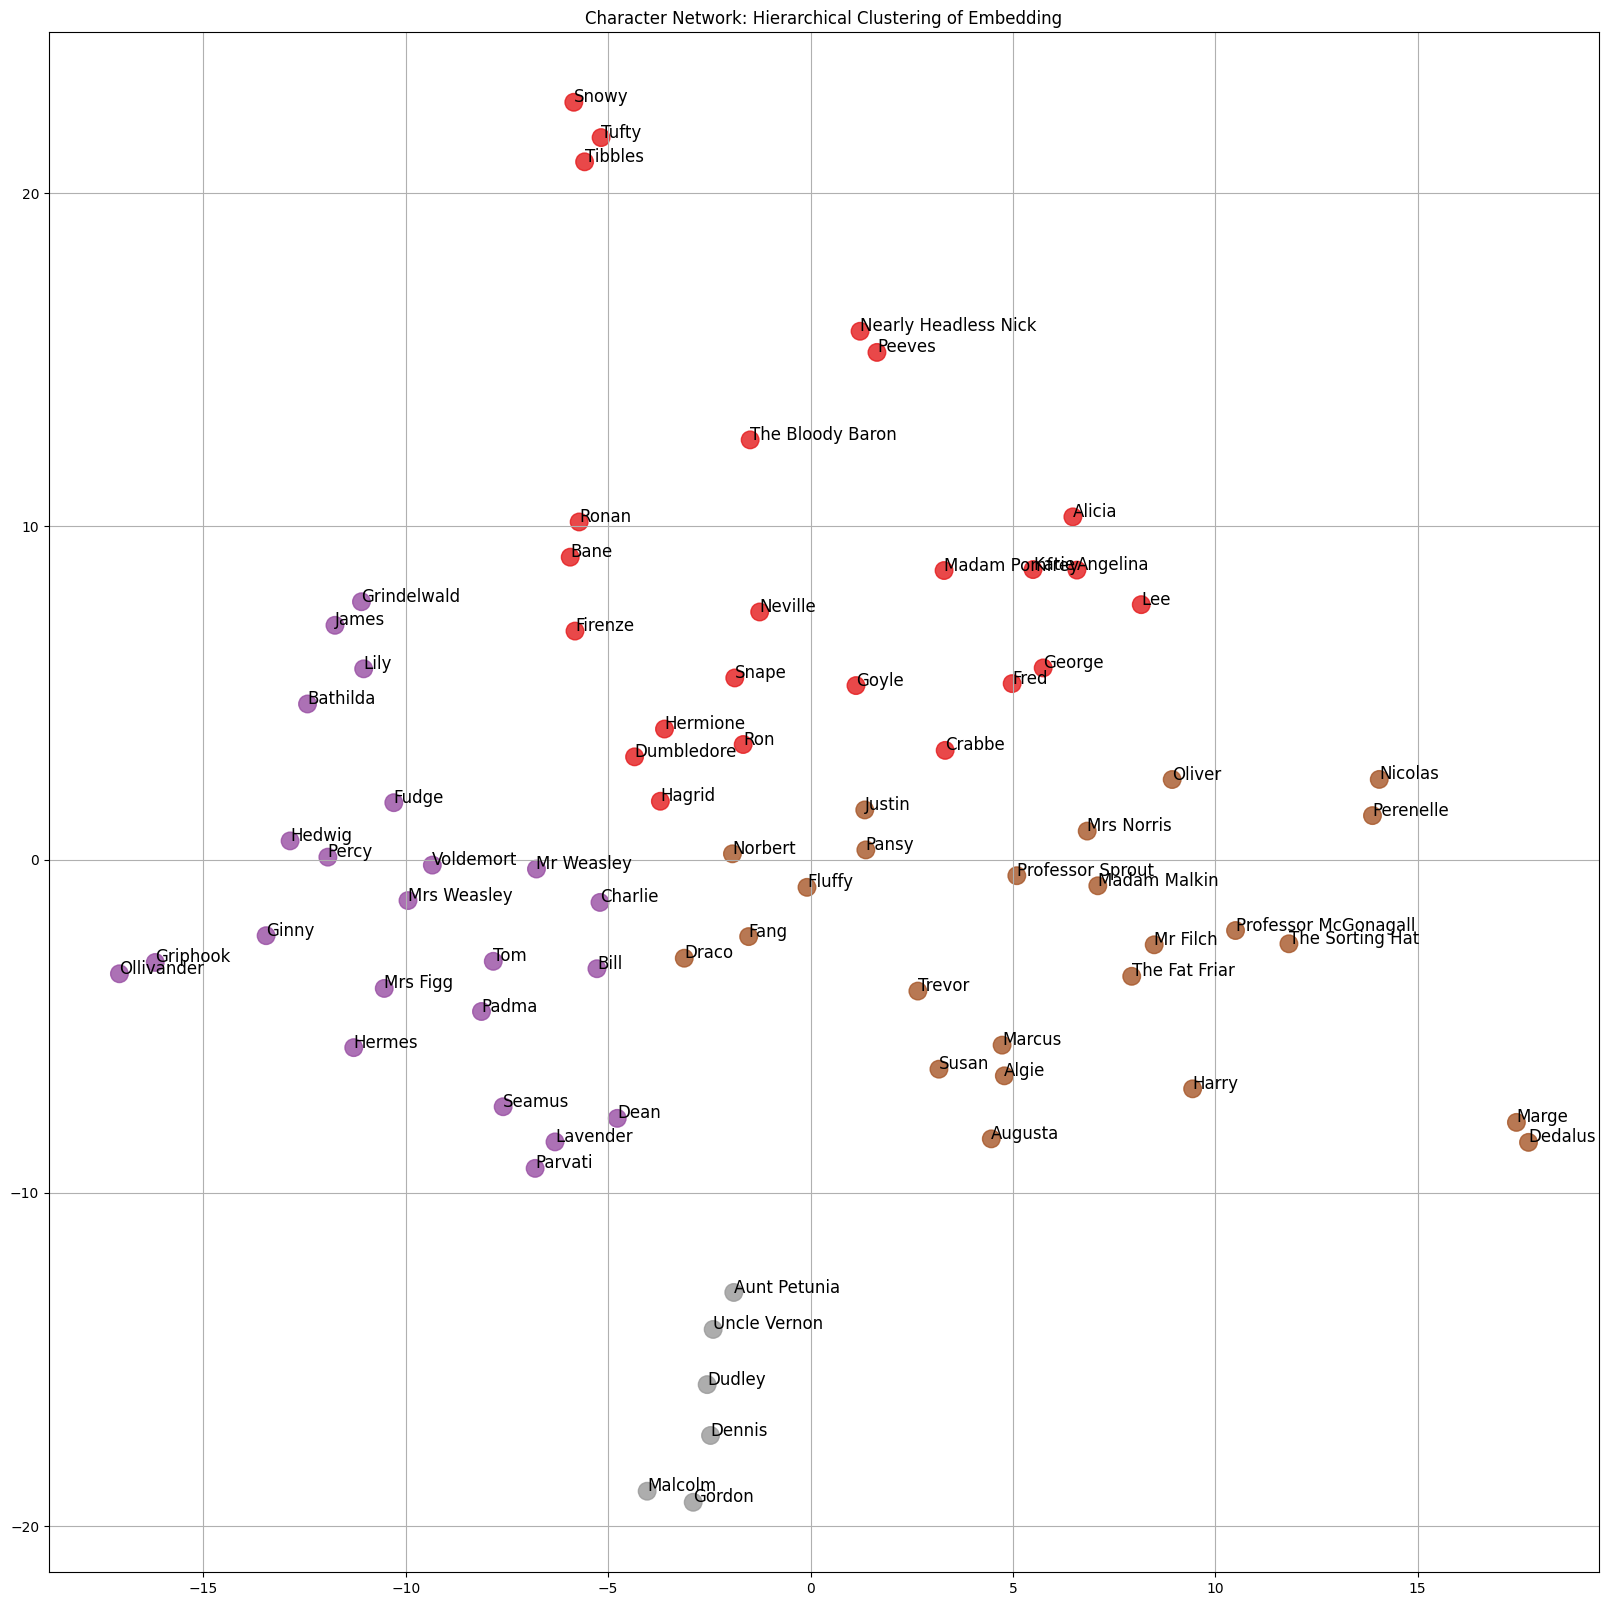 Character Network: Hierarchical Clustering of Embedding
Snowy
Tufty
Tibbles
20
Nearly Headless Nick
Peeves
The Bloody Baron
Ronan
Alicia
10
Bane
Madam Pomfrey
Katie
Angelina
Grindelwald
Lee
Neville
James
Firenze
Lily
George
Snape
Goyle
Fred
Bathilda
Hermione
Ron
Dumbledore
Crabbe
Oliver
Nicolas
Fudge
Hagrid
Justin
Perenelle
Mrs Norris
Hedwig
Percy
0
Norbert
Pansy
Voldemort
Mr Weasley
Professor Sprout
Fluffy
Madam Malkin
Mrs Weasley
Charlie
Professor McGonagall
Ginny
Fang
The Sorting Hat
Mr Filch
Griphook
Ollivander
Tom
Draco
Bill
The Fat Friar
Mrs Figg
Trevor
Padma
Hermes
Marcus
Susan
Algie
Harry
Seamus
Dean
Marge
Lavender
Augusta
Dedalus
Parvati
−10
Aunt Petunia
Uncle Vernon
Dudley
Dennis
Malcolm
Gordon
−20
−15
−10
−5
0
5
10
15